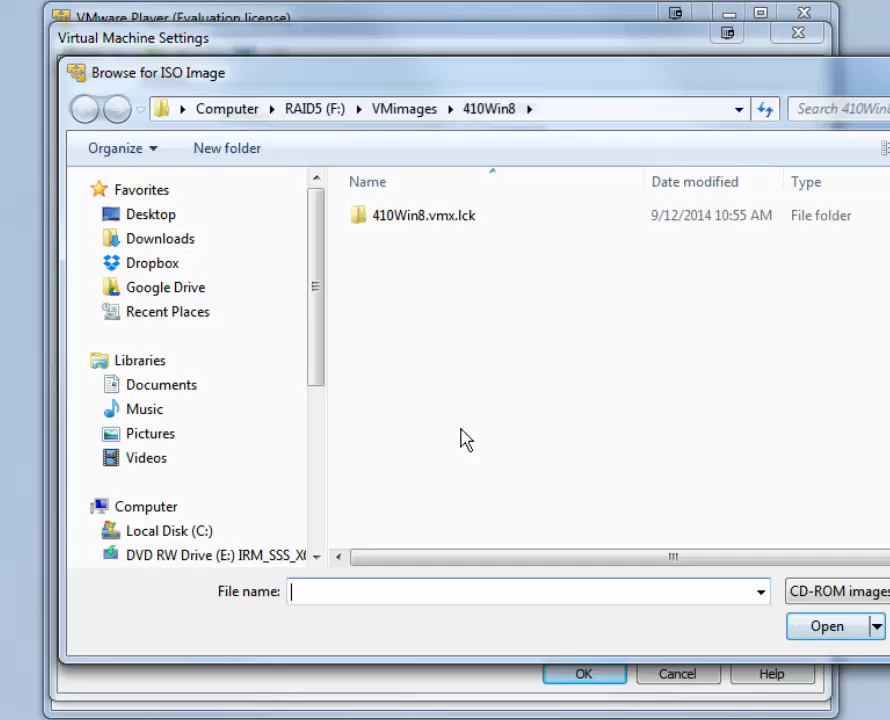 VMware Player (Evaluation license)
Virtual Machine Settings
Browse for ISO Image
Computer RAID5 (F:) VMimages 410Win8
Search 410Win8
Organize New folder
Name Date modified Type
Favorites
Desktop
Downloads
Dropbox
Google Drive
Recent Places
Libraries
Documents
Music
Pictures
Videos
Computer
Local Disk (C:)
DVD RW Drive (E:) IRM_SSS_X6
410Win8.vmx.lck 9/12/2014 10:55 AM File folder
File name:
CD-ROM images
Open
OK Cancel Help